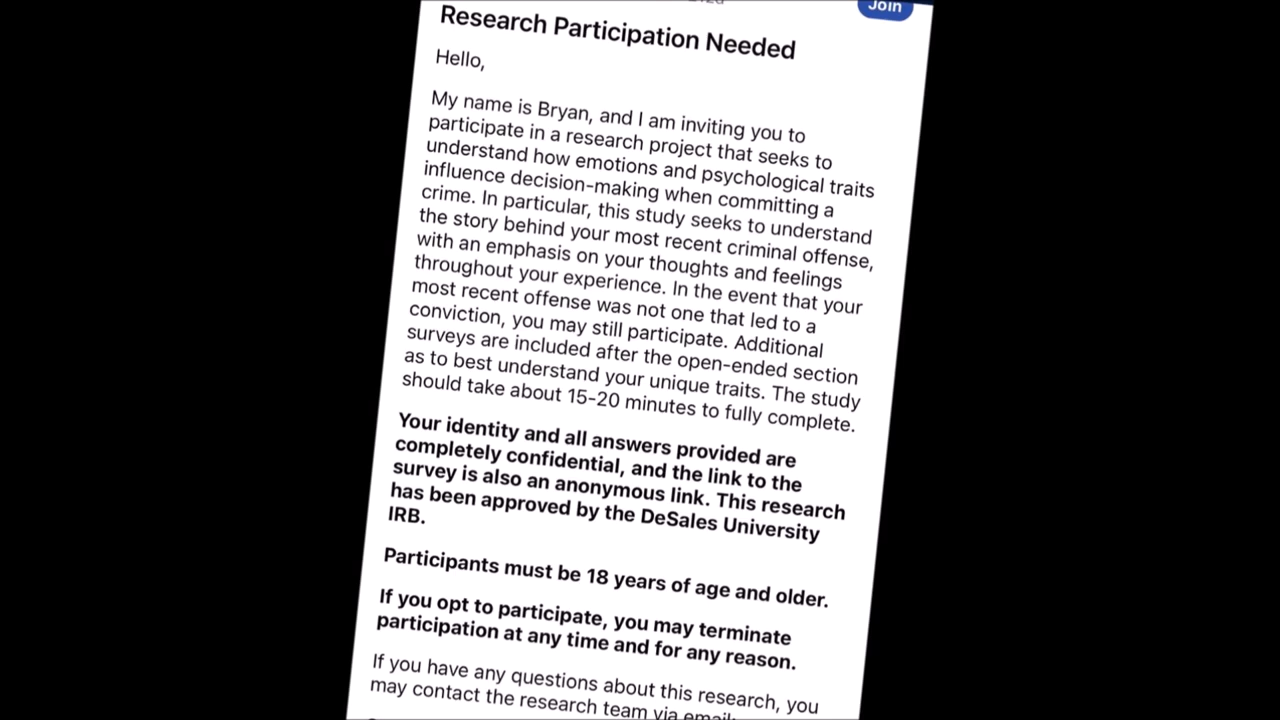 Join
Research Participation Needed
Hello,
My name is Bryan, and I am inviting you to
participate in a research project that seeks to
understand how emotions and psychological traits
influence decision-making when committing a
crime. In particular, this study seeks to understand
the story behind your most recent criminal offense,
with an emphasis on your thoughts and feelings
throughout your experience. In the event that your
most recent offense was not one that led to a
conviction, you may still participate. Additional
surveys are included after the open-ended section
as to best understand your unique traits. The study
should take about 15-20 minutes to fully complete.
Your identity and all answers provided are
completely confidential, and the link to the
survey is also an anonymous link. This research
has been approved by the DeSales University
IRB.
Participants must be 18 years of age and older.
If you opt to participate, you may terminate
participation at any time and for any reason.
If you have any questions about this research, you
may contact the research team via email